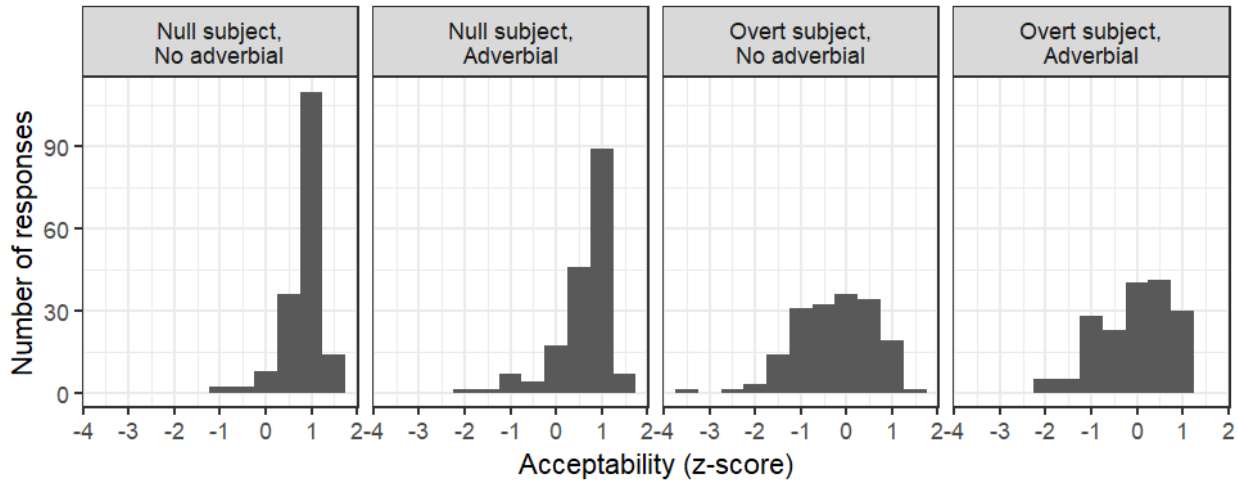 Null subject,
No adverbial
Null subject,
Adverbial
Overt subject,
No adverbial
Overt subject,
Adverbial
Number of responses
90
60
30
0
-4 -3 -2 -1 0 1 2 -4 -3 -2 -1 0 1 2 -4 -3 -2 -1 0 1 2 -4 -3 -2 -1 0 1 2
Acceptability (z-score)